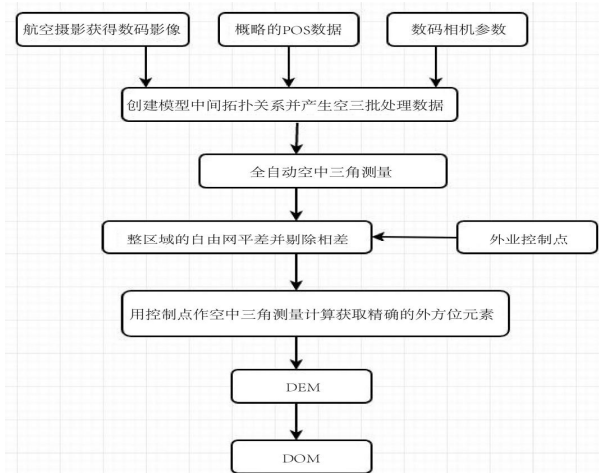 航空摄影获得数码影像
概略的POS数据
数码相机参数
创建模型中间拓扑关系并产生空三批处理数据
全自动空中三角测量
整区域的自由网平差并剔除相差
外业控制点
用控制点作空中三角测量计算获取精确的外方位元素
DEM
DOM